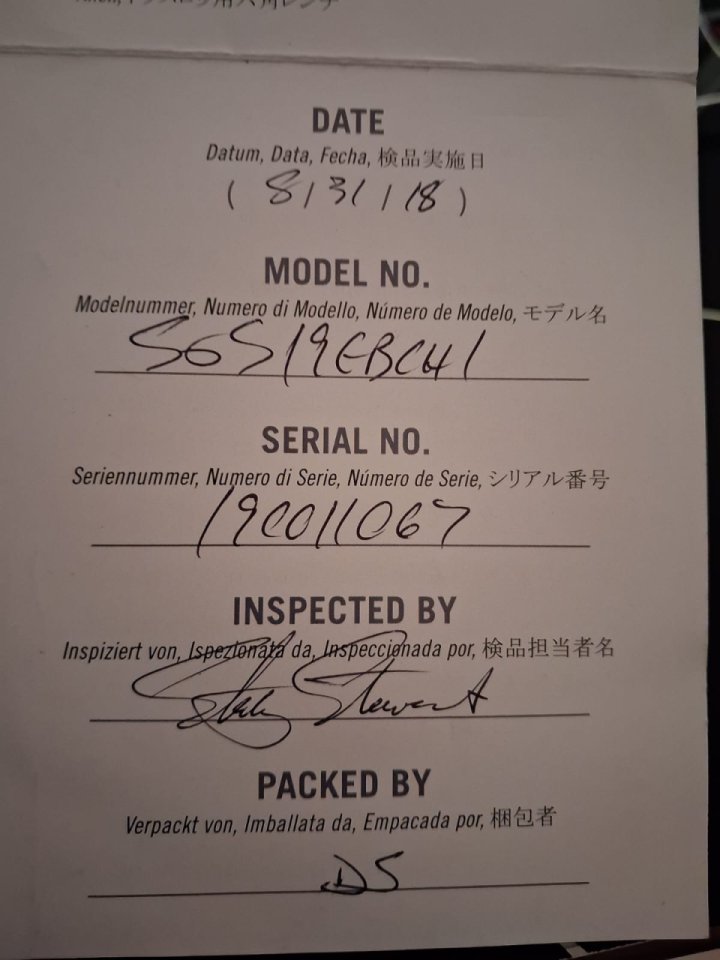 DATE
Datum, Data, Fecha, 検品実施日
( 8/31/18 )
MODEL NO.
Modelnummer, Numero di Modello, Número de Modelo, モデル名
SGS19EBCH1
SERIAL NO.
Seriennummer, Numero di Serie, Número de Serie, シリアル番号
190011067
INSPECTED BY
Inspiziert von, Ispezionata da, Inspeccionada por, 検品担当者名
Stewart
PACKED BY
Verpackt von, Imballata da, Empacada por, 梱包者
DS